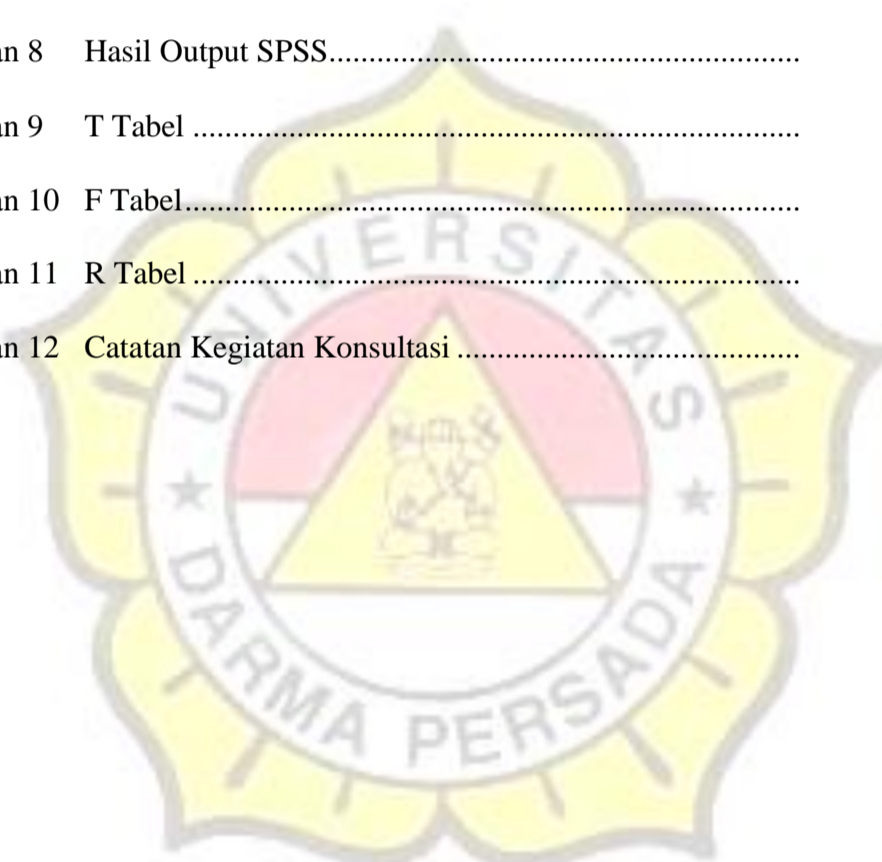 an 8 Hasil Output SPSS...........................................................
an 9 T Tabel ............................................................................
an 10 F Tabel.............................................................................
an 11 R Tabel ............................................................................
an 12 Catatan Kegiatan Konsultasi ...........................................
UNIVERSITAS
DARMA PERSADA